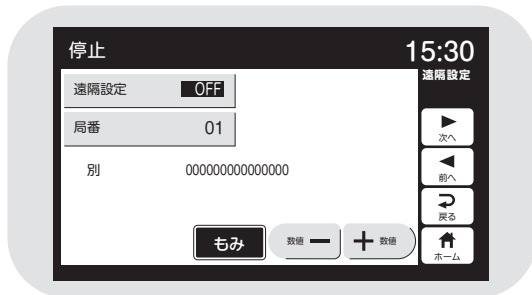 停止
15:30
遠隔設定
遠隔設定 OFF
局番 01
別 000000000000000
次へ
前へ
戻る
ホーム
もみ
数値 −
+ 数値